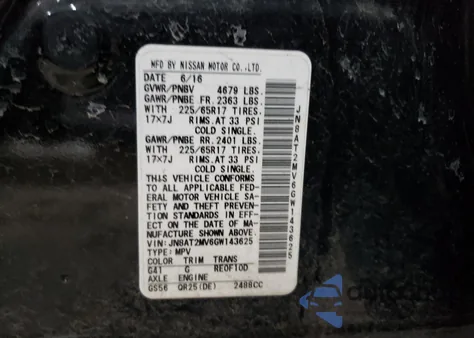 MFD BY NISSAN MOTOR CO.,LTD.
DATE 6/16
GVWR/PNBV 4679 LBS.
GAWR/PNBE FR. 2363 LBS.
WITH 225/65R17 TIRES,
17X7J RIMS, AT 33 PSI
COLD SINGLE.
GAWR/PNBE RR. 2401 LBS.
WITH 225/65R17 TIRES,
17X7J RIMS, AT 33 PSI
COLD SINGLE.
THIS VEHICLE CONFORMS
TO ALL APPLICABLE FED-
ERAL MOTOR VEHICLE SA-
FETY AND THEFT PREVENTION
STANDARDS IN EFF-
ECT ON THE DATE OF MA-
NUFACTURE SHOWN ABOVE
VIN:JN8AT2MV6GW143625
TYPE:MPV
COLOR TRIM TRANS
G41 G RE0F10D
AXLE ENGINE
GS56 QR25(DE) 2488CC
JN8AT2MV6GW143625